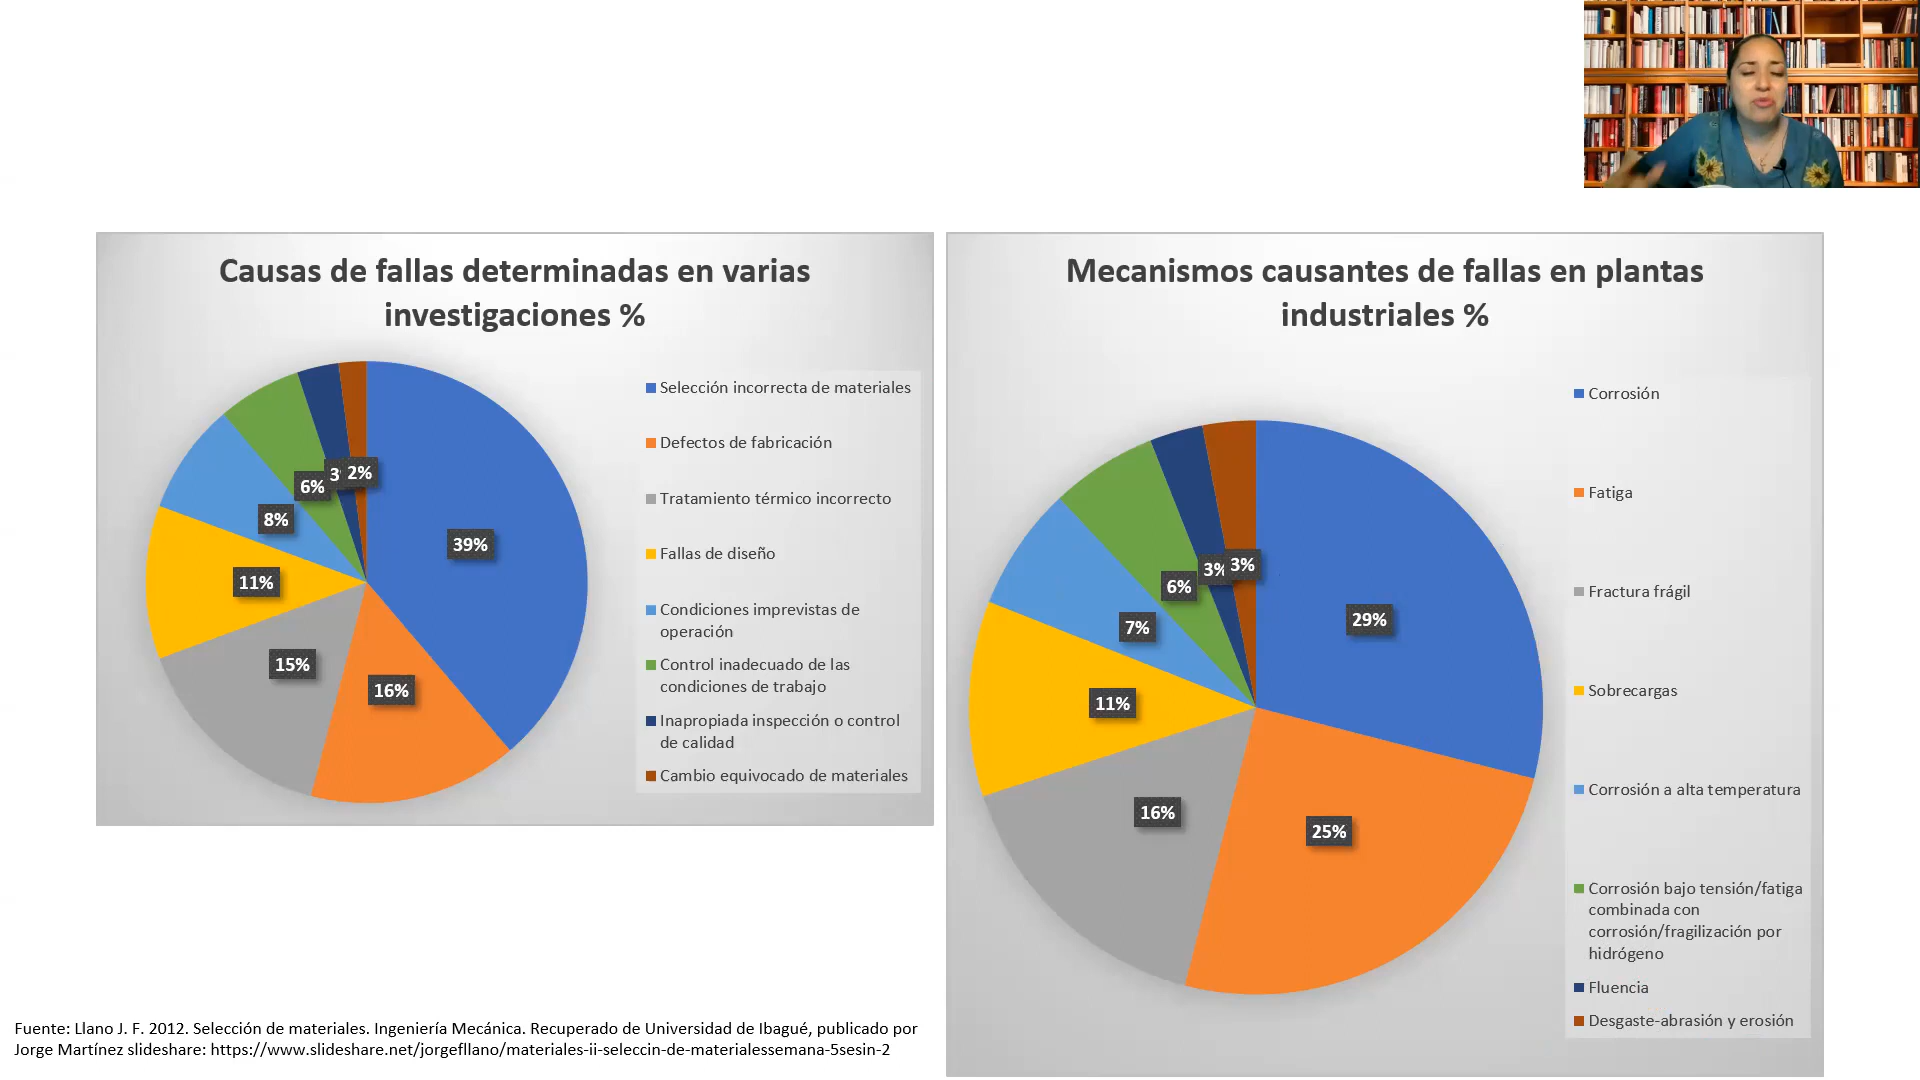 Causas de fallas determinadas en varias
investigaciones %
39%
16%
15%
11%
8%
6%
3
2%
Selección incorrecta de materiales
Defectos de fabricación
Tratamiento térmico incorrecto
Fallas de diseño
Condiciones imprevistas de
operación
Control inadecuado de las
condiciones de trabajo
Inapropiada inspección o control
de calidad
Cambio equivocado de materiales
Mecanismos causantes de fallas en plantas
industriales %
29%
25%
16%
11%
7%
6%
3%
3%
Corrosión
Fatiga
Fractura frágil
Sobrecargas
Corrosión a alta temperatura
Corrosión bajo tensión/fatiga
combinada con
corrosión/fragilización por
hidrógeno
Fluencia
Desgaste-abrasión y erosión
Fuente: Llano J. F. 2012. Selección de materiales. Ingeniería Mecánica. Recuperado de Universidad de Ibagué, publicado por
Jorge Martínez slideshare: https://www.slideshare.net/jorgefllano/materiales-ii-seleccin-de-materialessemana-5sesin-2